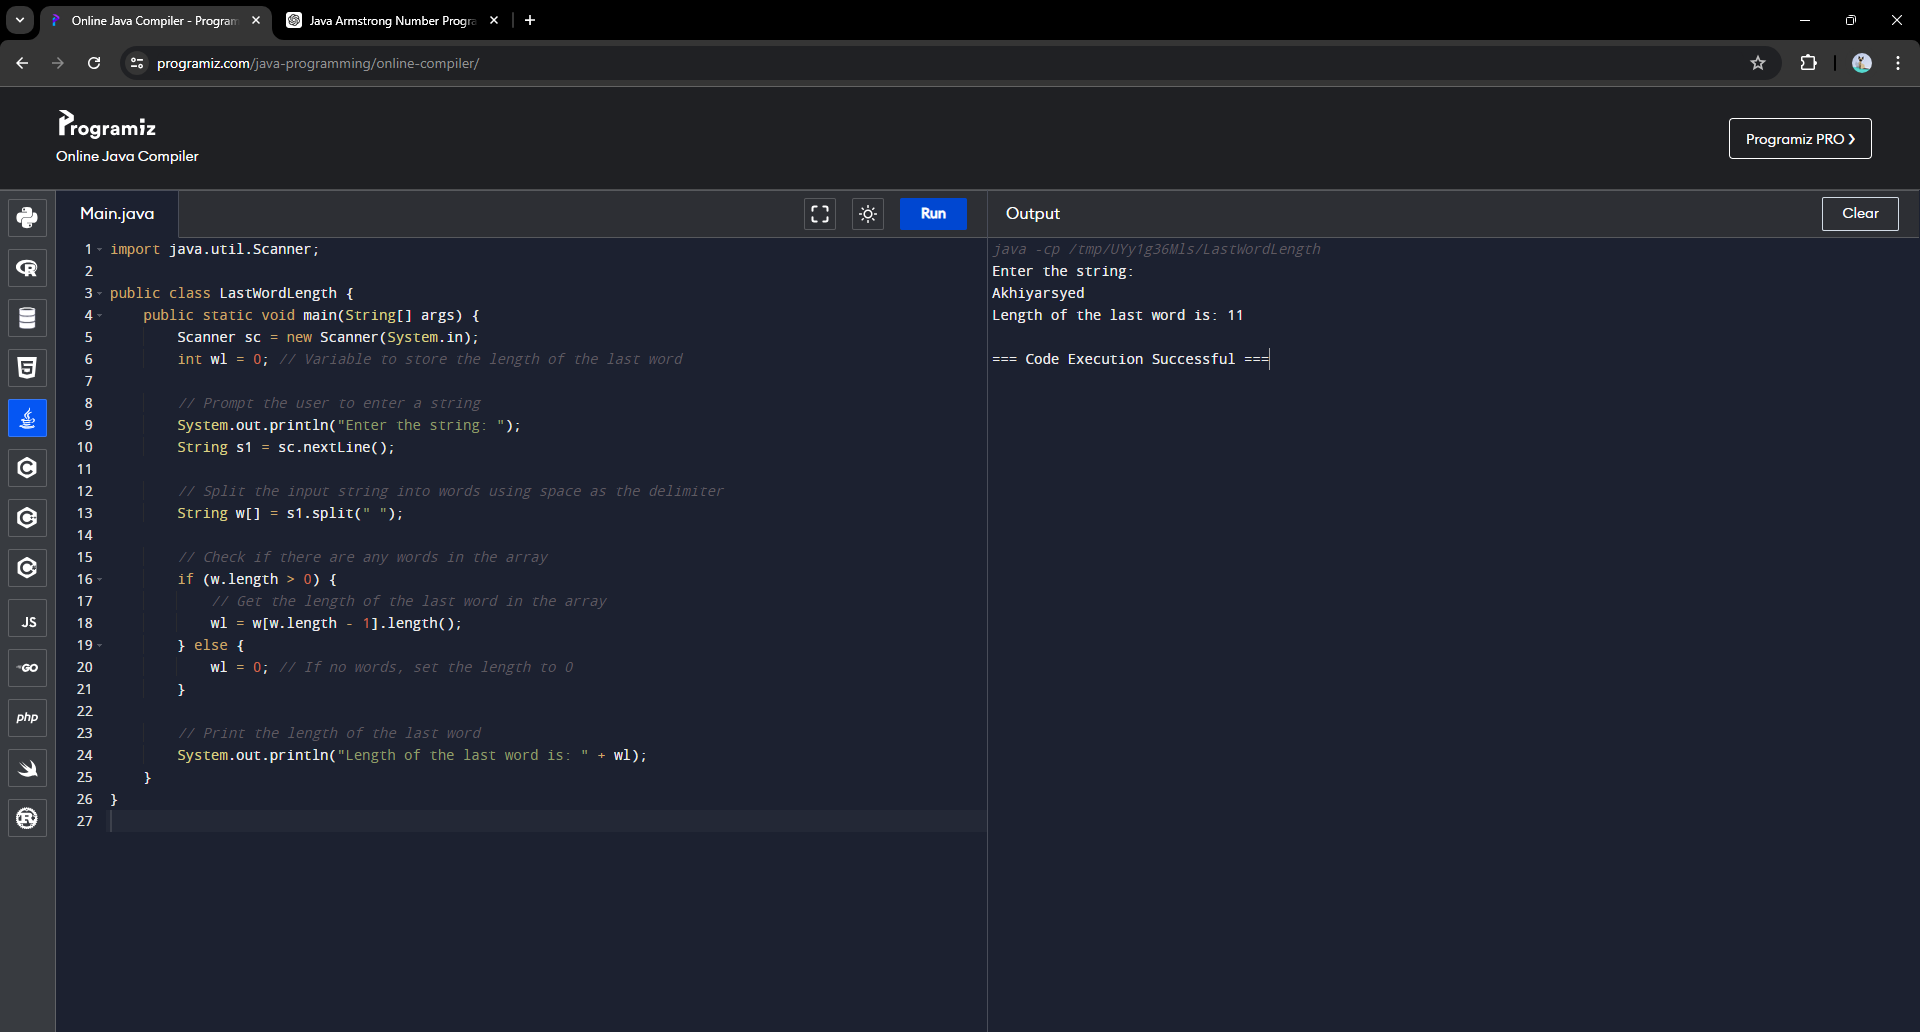 Online Java Compiler - Program
Java Armstrong Number Progra
programiz.com/java-programming/online-compiler/
Programiz
Online Java Compiler
Programiz PRO ❯
Main.java
Run
Output
Clear
1 import java.util.Scanner;
2
3 public class LastWordLength {
4     public static void main(String[] args) {
5         Scanner sc = new Scanner(System.in);
6         int wl = 0; // Variable to store the length of the last word
7
8         // Prompt the user to enter a string
9         System.out.println("Enter the string: ");
10         String s1 = sc.nextLine();
11
12         // Split the input string into words using space as the delimiter
13         String w[] = s1.split(" ");
14
15         // Check if there are any words in the array
16         if (w.length > 0) {
17             // Get the length of the last word in the array
18             wl = w[w.length - 1].length();
19         } else {
20             wl = 0; // If no words, set the length to 0
21         }
22
23         // Print the length of the last word
24         System.out.println("Length of the last word is: " + wl);
25     }
26 }
27
java -cp /tmp/UYy1g36Mls/LastWordLength
Enter the string:
Akhiyarsyed
Length of the last word is: 11
=== Code Execution Successful ===
R
5
C
C
C
JS
GO
php
R